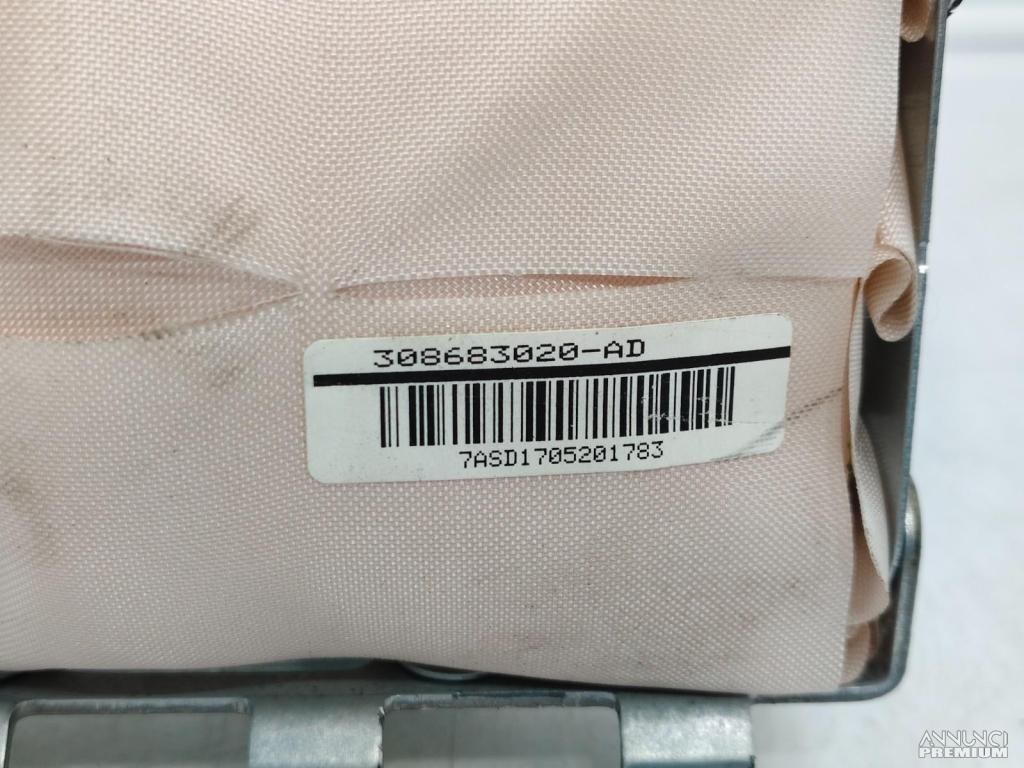 308683020-AD
7ASD1705201783
ANNUNCI
PREMIUM